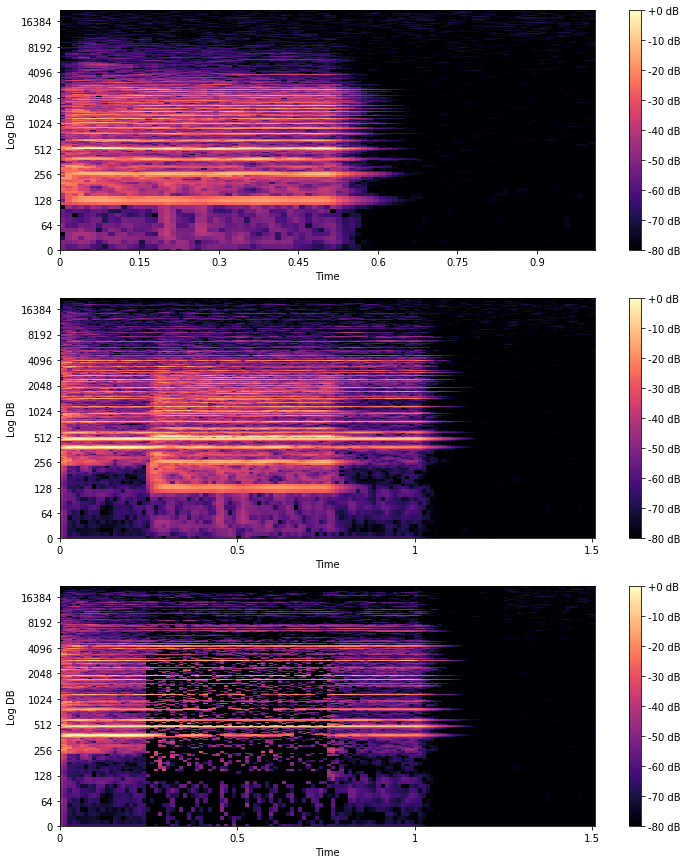 16384
8192
4096
2048
1024
512
256
128
64
0
Log DB
0 0.15 0.3 0.45 0.6 0.75 0.9
Time
+0 dB
-10 dB
-20 dB
-30 dB
-40 dB
-50 dB
-60 dB
-70 dB
-80 dB
16384
8192
4096
2048
1024
512
256
128
64
0
Log DB
0 0.5 1 1.5
Time
+0 dB
-10 dB
-20 dB
-30 dB
-40 dB
-50 dB
-60 dB
-70 dB
-80 dB
16384
8192
4096
2048
1024
512
256
128
64
0
Log DB
0 0.5 1 1.5
Time
+0 dB
-10 dB
-20 dB
-30 dB
-40 dB
-50 dB
-60 dB
-70 dB
-80 dB